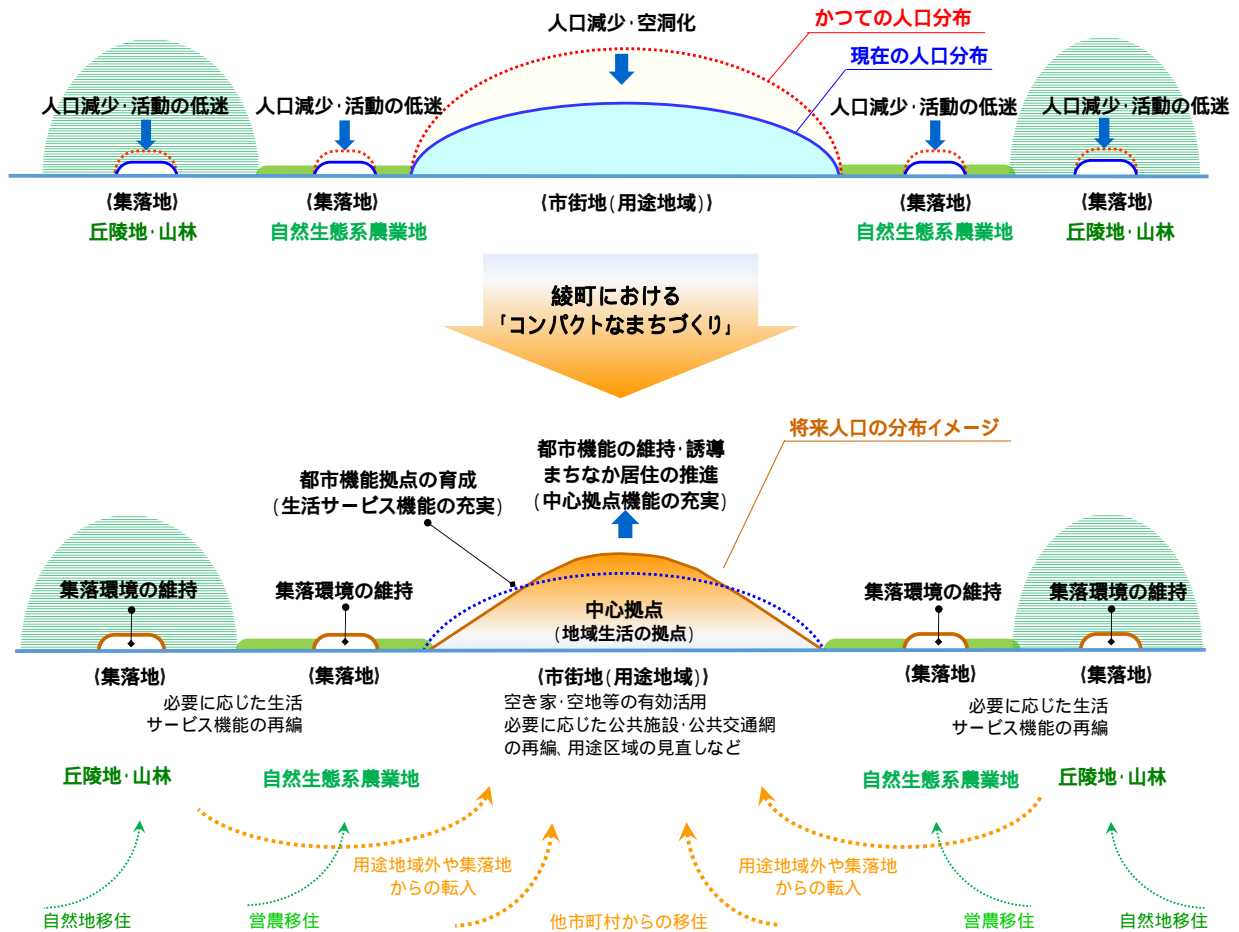 人口減少・空洞化
かつての人口分布
現在の人口分布
人口減少・活動の低迷
人口減少・活動の低迷
人口減少・活動の低迷
人口減少・活動の低迷
(集落地)
(集落地)
(市街地(用途地域))
(集落地)
(集落地)
丘陵地・山林
自然生態系農業地
自然生態系農業地
丘陵地・山林
綾町における
「コンパクトなまちづくり」
将来人口の分布イメージ
都市機能の維持・誘導
まちなか居住の推進
(中心拠点機能の充実)
都市機能拠点の育成
(生活サービス機能の充実)
集落環境の維持
集落環境の維持
集落環境の維持
集落環境の維持
中心拠点
(地域生活の拠点)
(集落地)
(集落地)
(市街地(用途地域))
(集落地)
(集落地)
必要に応じた生活
サービス機能の再編
空き家・空地等の有効活用
必要に応じた公共施設・公共交通網
の再編、用途区域の見直しなど
必要に応じた生活
サービス機能の再編
丘陵地・山林
自然生態系農業地
自然生態系農業地
丘陵地・山林
用途地域外や集落地
からの転入
用途地域外や集落地
からの転入
自然地移住
営農移住
他市町村からの移住
営農移住
自然地移住